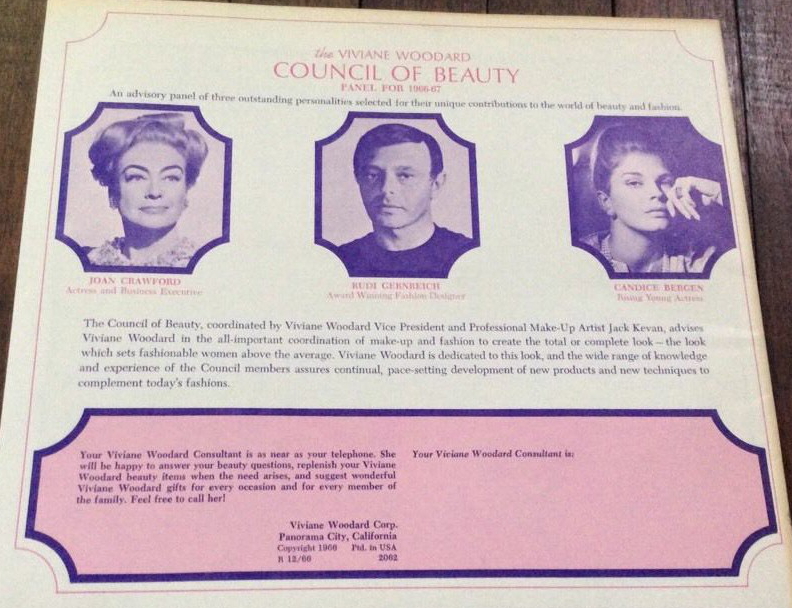 the VIVIANE WOODARD
COUNCIL OF BEAUTY
PANEL FOR 1966-67
An advisory panel of three outstanding personalities selected for their unique contributions to the world of beauty and fashion.
JOAN CRAWFORD
Actress and Business Executive
RUDI GERNREICH
Award Winning Fashion Designer
CANDICE BERGEN
Rising Young Actress
The Council of Beauty, coordinated by Viviane Woodard Vice President and Professional Make-Up Artist Jack Kevan, advises
Viviane Woodard in the all-important coordination of make-up and fashion to create the total or complete look — the look
which sets fashionable women above the average. Viviane Woodard is dedicated to this look, and the wide range of knowledge
and experience of the Council members assures continual, pace-setting development of new products and new techniques to
complement today's fashions.
Your Viviane Woodard Consultant is as near as your telephone. She
will be happy to answer your beauty questions, replenish your Viviane
Woodard beauty items when the need arises, and suggest wonderful
Viviane Woodard gifts for every occasion and for every member of
the family. Feel free to call her!
Viviane Woodard Corp.
Panorama City, California
Copyright 1966 Ptd. in USA
R 12/66 2062
Your Viviane Woodard Consultant is: